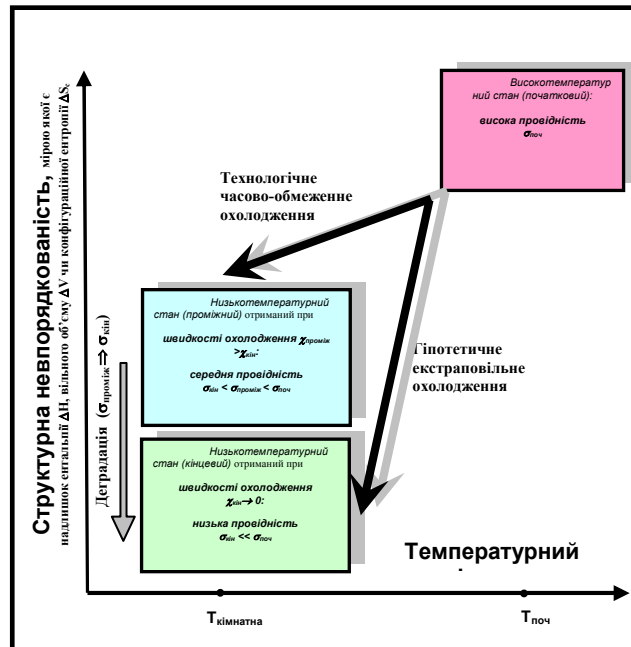 Структурна невпорядкованість, мірою якої є
надлишок ентальпії ΔH, вільного об'єму ΔV чи конфігураційної ентропії ΔSc
Високотемператур
ний стан (початковий):
висока провідність
σпоч
Технологічне
часово-обмеженне
охолодження
Низькотемпературний
стан (проміжний) отриманий при
швидкості охолодження χпроміж
>χкін:
середня провідність
σкін < σпроміж < σпоч
Гіпотетичне
екстраповільне
охолодження
Деградація (σпроміж ⇒ σкін)
Низькотемпературний
стан (кінцевий) отриманий при
швидкості охолодження
χкін→ 0:
низька провідність
σкін << σпоч
Температурний
Tкімнатна
Tпоч